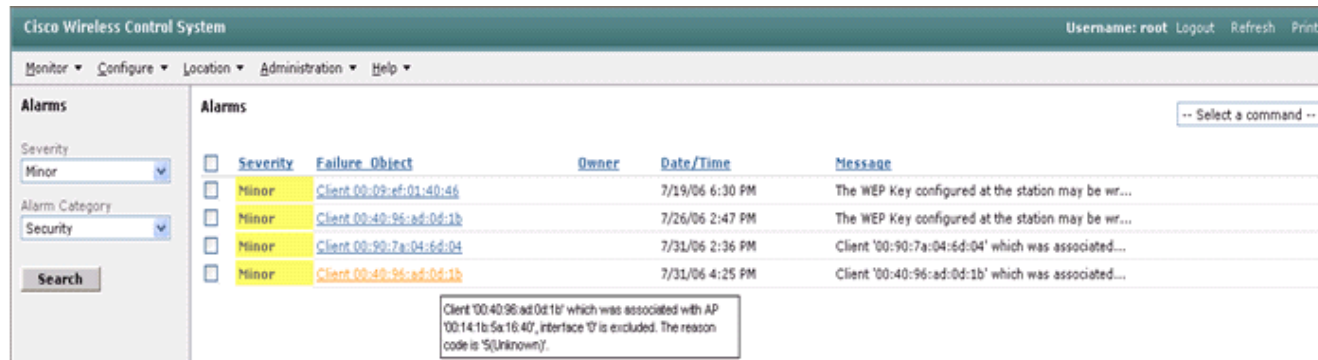 Cisco Wireless Control System
Username: root Logout Refresh Print
Monitor Configure Location Administration Help
Alarms
Severity
Minor
Alarm Category
Security
Search
Alarms
-- Select a command --
Severity Failure Object Owner Date/Time Message
Minor Client 00:09:ef:01:40:46 7/19/06 6:30 PM The WEP Key configured at the station may be wr...
Minor Client 00:40:96:ad:0d:1b 7/26/06 2:47 PM The WEP Key configured at the station may be wr...
Minor Client 00:90:7a:04:6d:04 7/31/06 2:36 PM Client '00:90:7a:04:6d:04' which was associated...
Minor Client 00:40:96:ad:0d:1b 7/31/06 4:25 PM Client '00:40:96:ad:0d:1b' which was associated...
Client '00:40:96:ad:0d:1b' which was associated with AP
'00:14:1b:5a:16:40', interface '0' is excluded. The reason
code is '5(Unknown)'.